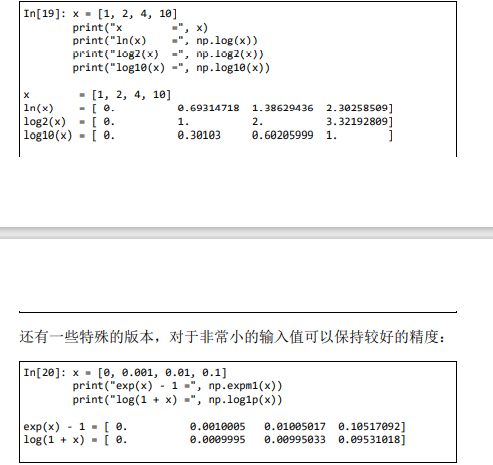 In[19]: x = [1, 2, 4, 10]
        print("x        =", x)
        print("ln(x)    =", np.log(x))
        print("log2(x)  =", np.log2(x))
        print("log10(x) =", np.log10(x))
x        = [1, 2, 4, 10]
ln(x)    = [ 0.          0.69314718  1.38629436  2.30258509]
log2(x)  = [ 0.          1.          2.          3.32192809]
log10(x) = [ 0.          0.30103     0.60205999  1.        ]
还有一些特殊的版本，对于非常小的输入值可以保持较好的精度：
In[20]: x = [0, 0.001, 0.01, 0.1]
        print("exp(x) - 1 =", np.expm1(x))
        print("log(1 + x) =", np.log1p(x))
exp(x) - 1 = [ 0.          0.0010005   0.01005017  0.10517092]
log(1 + x) = [ 0.          0.0009995   0.00995033  0.09531018]